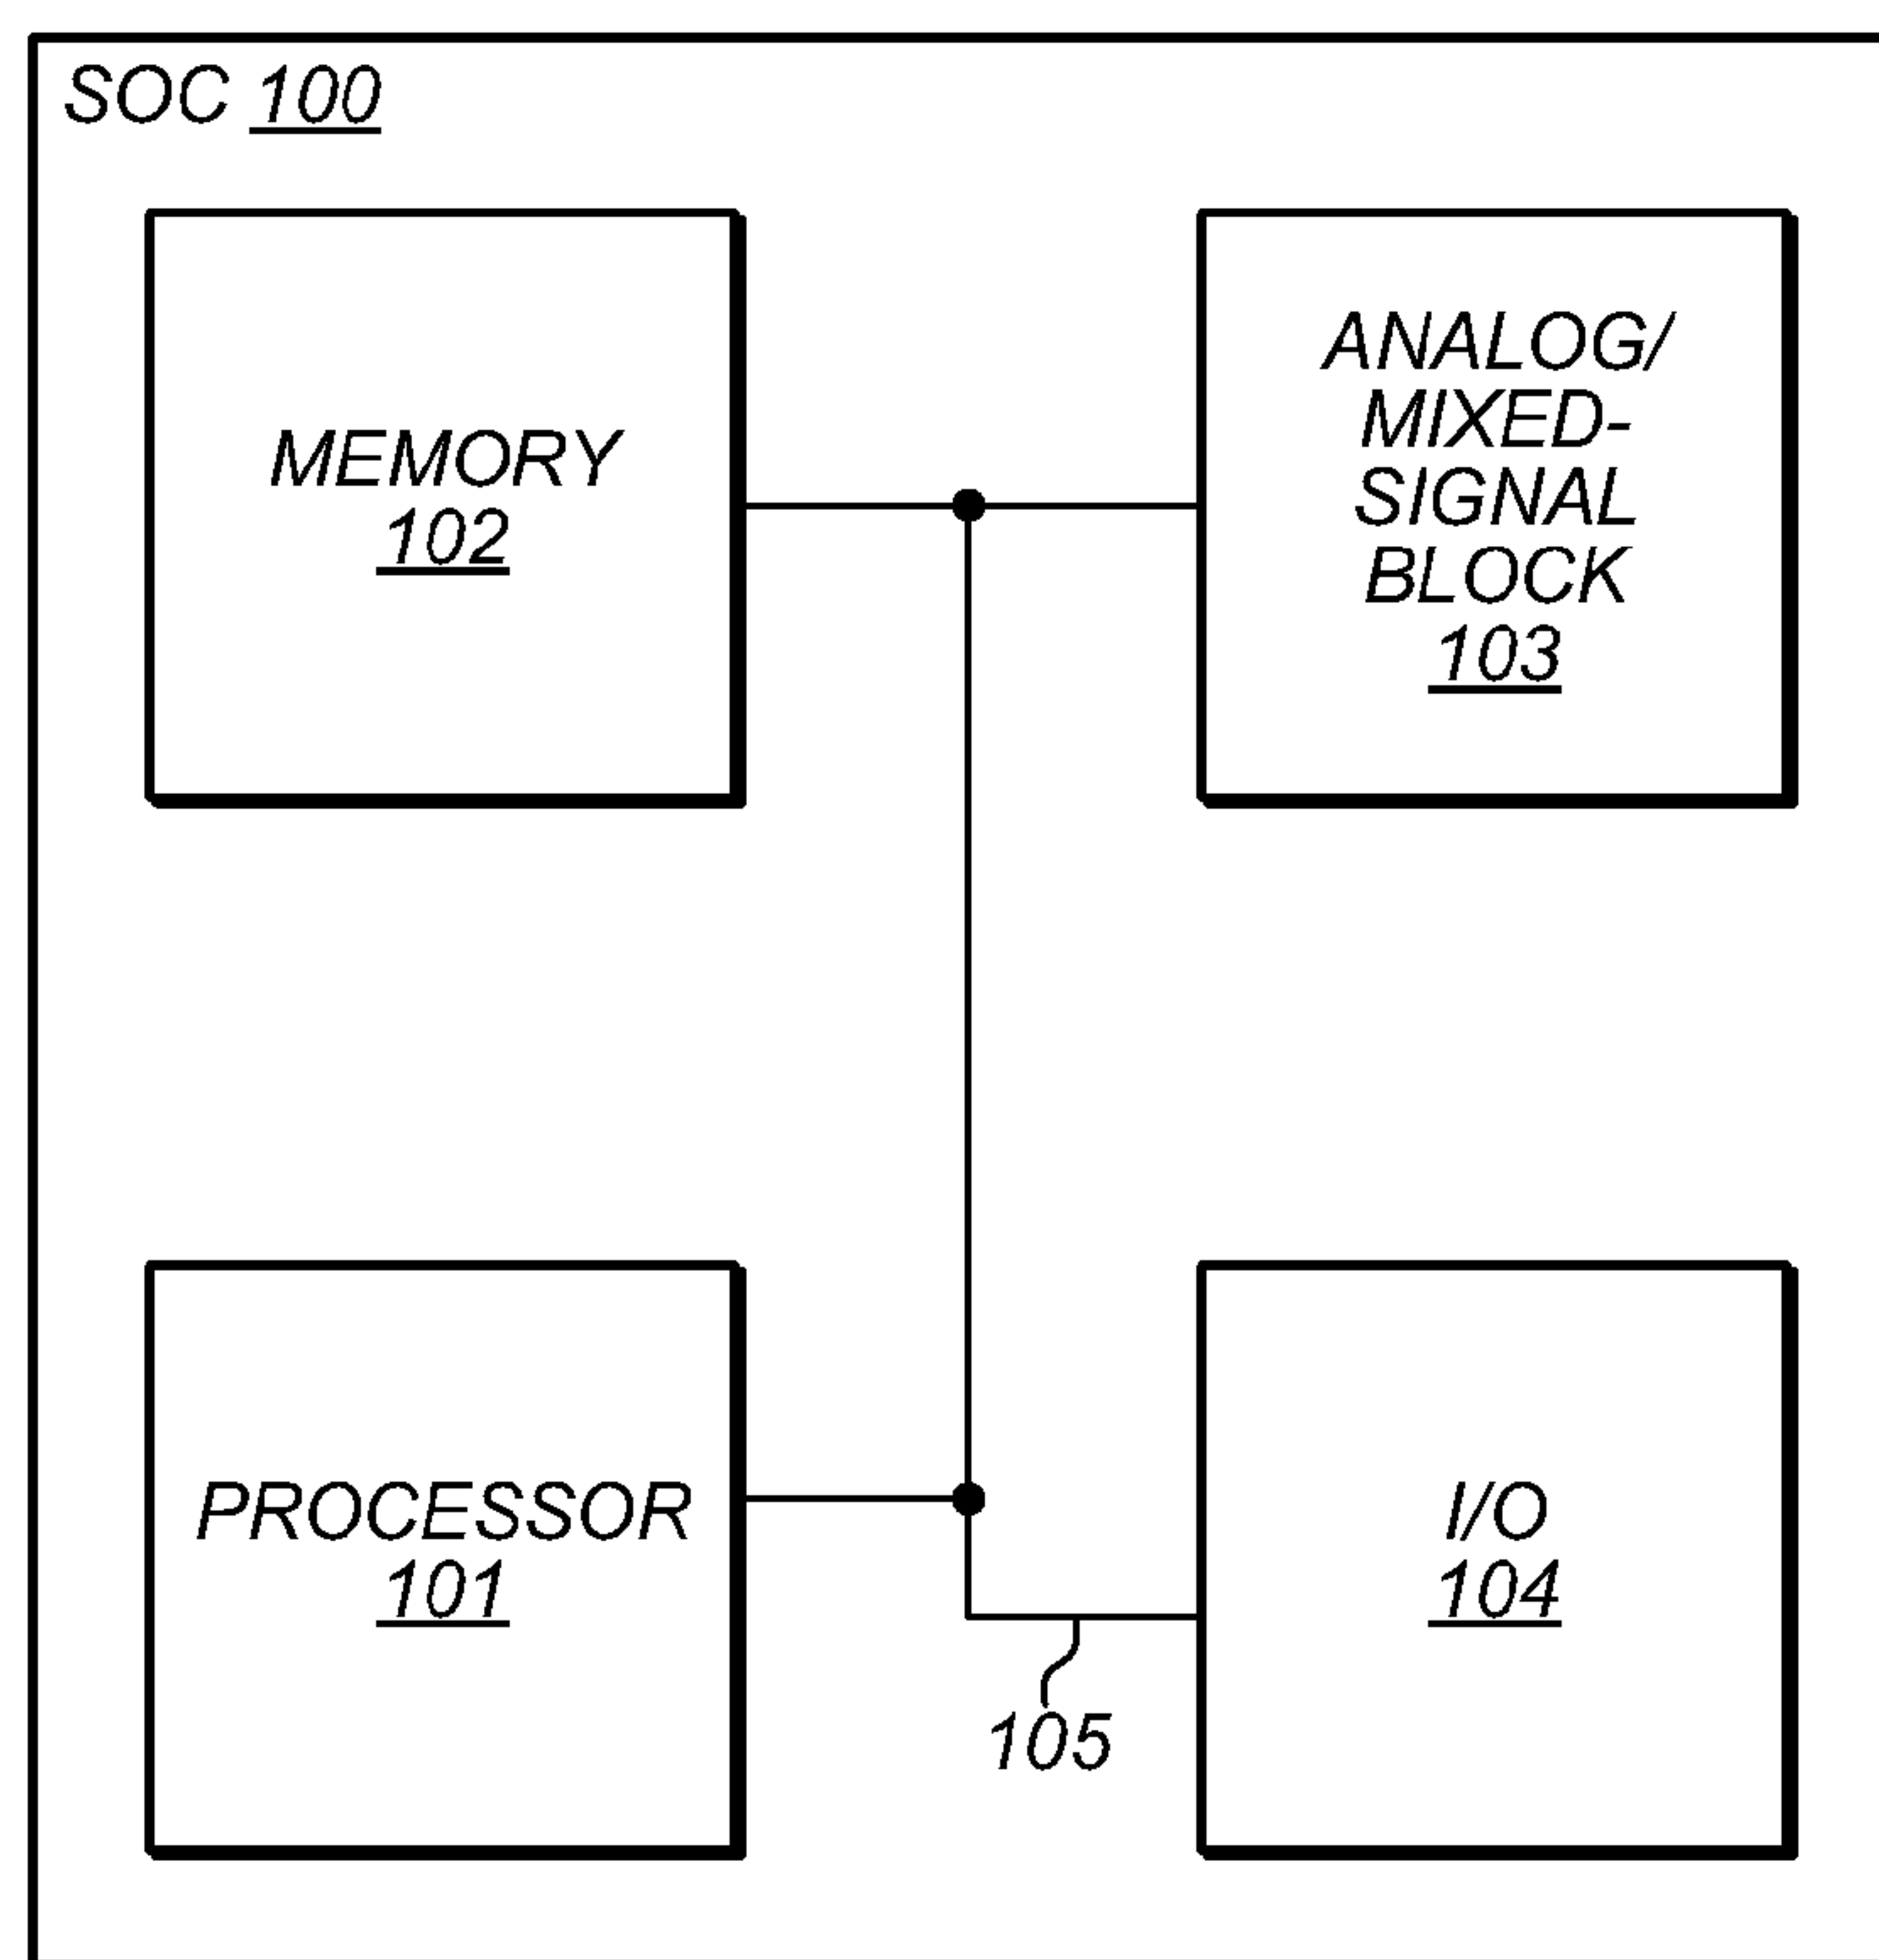 SOC 100
MEMORY
102
ANALOG/
MIXED-
SIGNAL
BLOCK
103
PROCESSOR
101
I/O
104
105